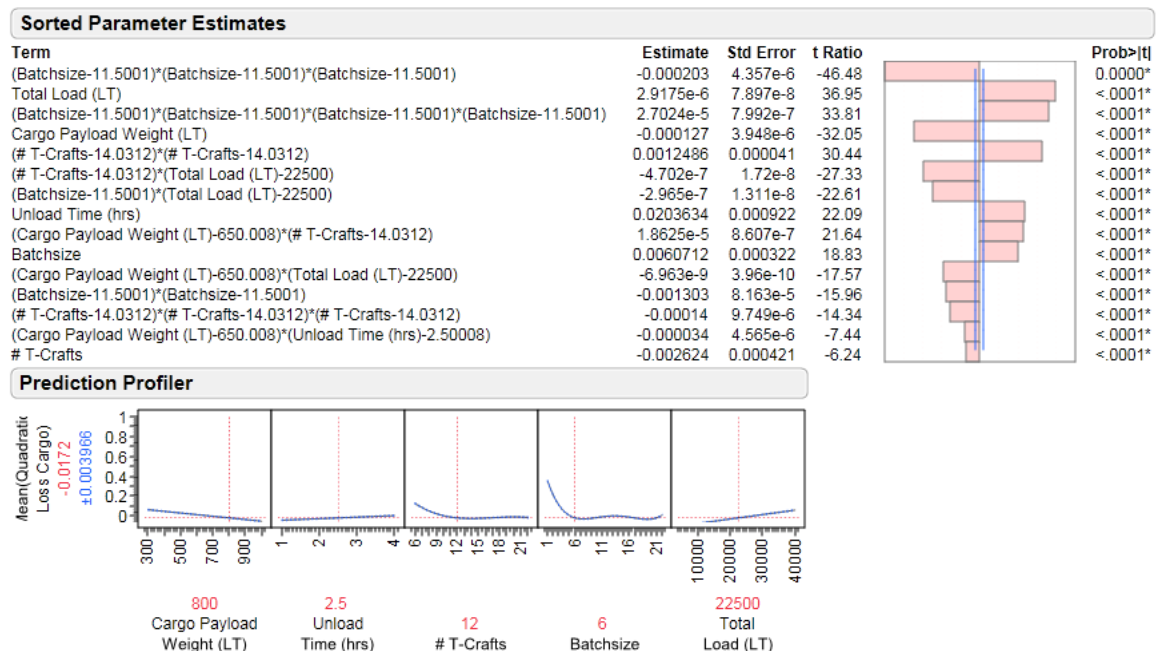 Sorted Parameter Estimates
Term Estimate Std Error t Ratio Prob>|t|
(Batchsize-11.5001)*(Batchsize-11.5001)*(Batchsize-11.5001) -0.000203 4.357e-6 -46.48 0.0000*
Total Load (LT) 2.9175e-6 7.897e-8 36.95 <.0001*
(Batchsize-11.5001)*(Batchsize-11.5001)*(Batchsize-11.5001)*(Batchsize-11.5001) 2.7024e-5 7.992e-7 33.81 <.0001*
Cargo Payload Weight (LT) -0.000127 3.948e-6 -32.05 <.0001*
(# T-Crafts-14.0312)*(# T-Crafts-14.0312) 0.0012486 0.000041 30.44 <.0001*
(# T-Crafts-14.0312)*(Total Load (LT)-22500) -4.702e-7 1.72e-8 -27.33 <.0001*
(Batchsize-11.5001)*(Total Load (LT)-22500) -2.965e-7 1.311e-8 -22.61 <.0001*
Unload Time (hrs) 0.0203634 0.000922 22.09 <.0001*
(Cargo Payload Weight (LT)-650.008)*(# T-Crafts-14.0312) 1.8625e-5 8.607e-7 21.64 <.0001*
Batchsize 0.0060712 0.000322 18.83 <.0001*
(Cargo Payload Weight (LT)-650.008)*(Total Load (LT)-22500) -6.963e-9 3.96e-10 -17.57 <.0001*
(Batchsize-11.5001)*(Batchsize-11.5001) -0.001303 8.163e-5 -15.96 <.0001*
(# T-Crafts-14.0312)*(# T-Crafts-14.0312)*(# T-Crafts-14.0312) -0.00014 9.749e-6 -14.34 <.0001*
(Cargo Payload Weight (LT)-650.008)*(Unload Time (hrs)-2.50008) -0.000034 4.565e-6 -7.44 <.0001*
# T-Crafts -0.002624 0.000421 -6.24 <.0001*
Prediction Profiler
Loss Cargo)
-0.0172
±0.003966
1
0.8
0.6
0.4
0.2
0
300 500 700 900 1 2 3 4 6 9 12 15 18 21 1 6 11 16 21 10000 20000 30000 40000
800 2.5 22500
Cargo Payload Unload 12 6 Total
Weight (LT) Time (hrs) # T-Crafts Batchsize Load (LT)